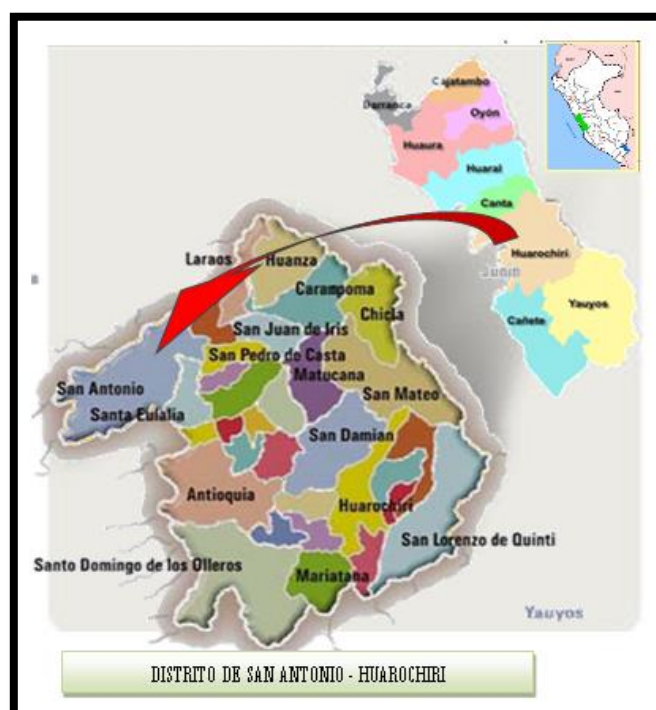 Cajatambo
Barranca
Oyón
Huaura
Huaral
Canta
Huarochiri
Junín
Yauyos
Cañete
Laraos
Huanza
Carampoma
Chicla
San Juan de Iris
San Pedro de Casta
Matucana
San Antonio
San Mateo
Santa Eulalia
San Damian
Antioquia
Huarochiri
San Lorenzo de Quinti
Santo Domingo de los Olleros
Mariatana
Yauyos
DISTRITO DE SAN ANTONIO - HUAROCHIRI